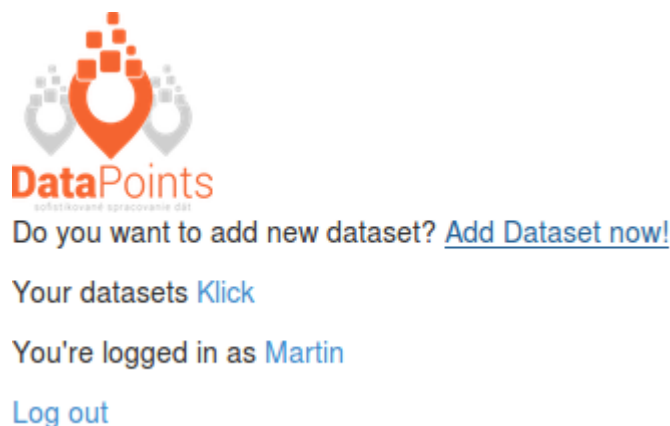 DataPoints
sofistikované spracovanie dát
Do you want to add new dataset? Add Dataset now!
Your datasets Klick
You're logged in as Martin
Log out